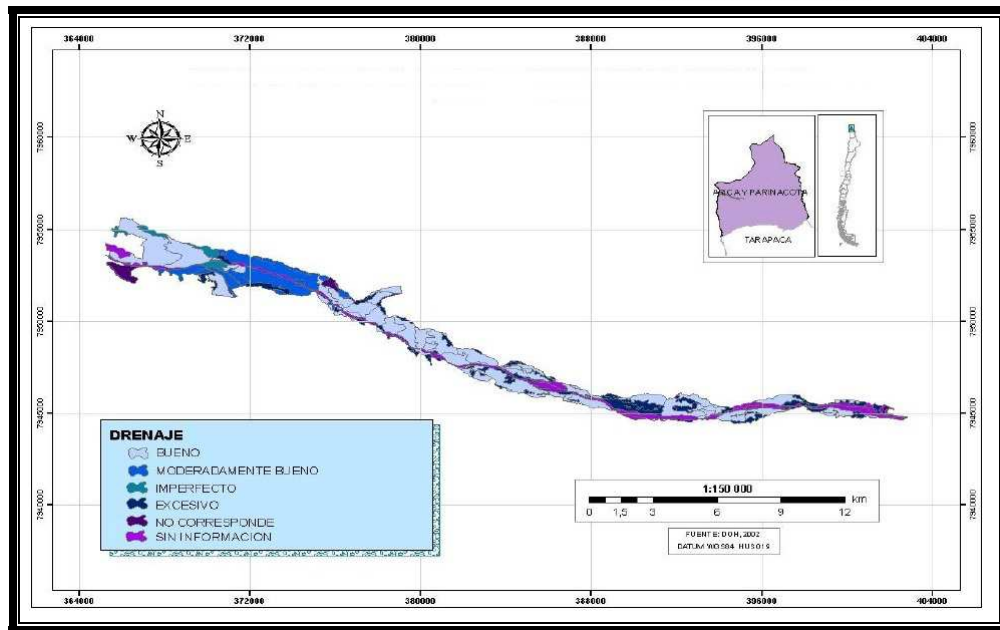 364000 372000 380000 388000 396000 404000
N
W E
S
ARICA Y PARINACOTA
TARAPACA
DRENAJE
BUENO
MODERADAMENTE BUENO
IMPERFECTO
EXCESIVO
NO CORRESPONDE
SIN INFORMACION
1:150 000
km
0 1,5 3 6 9 12
FUENTE: DOH, 2002
364000 372000 380000 388000 396000 404000